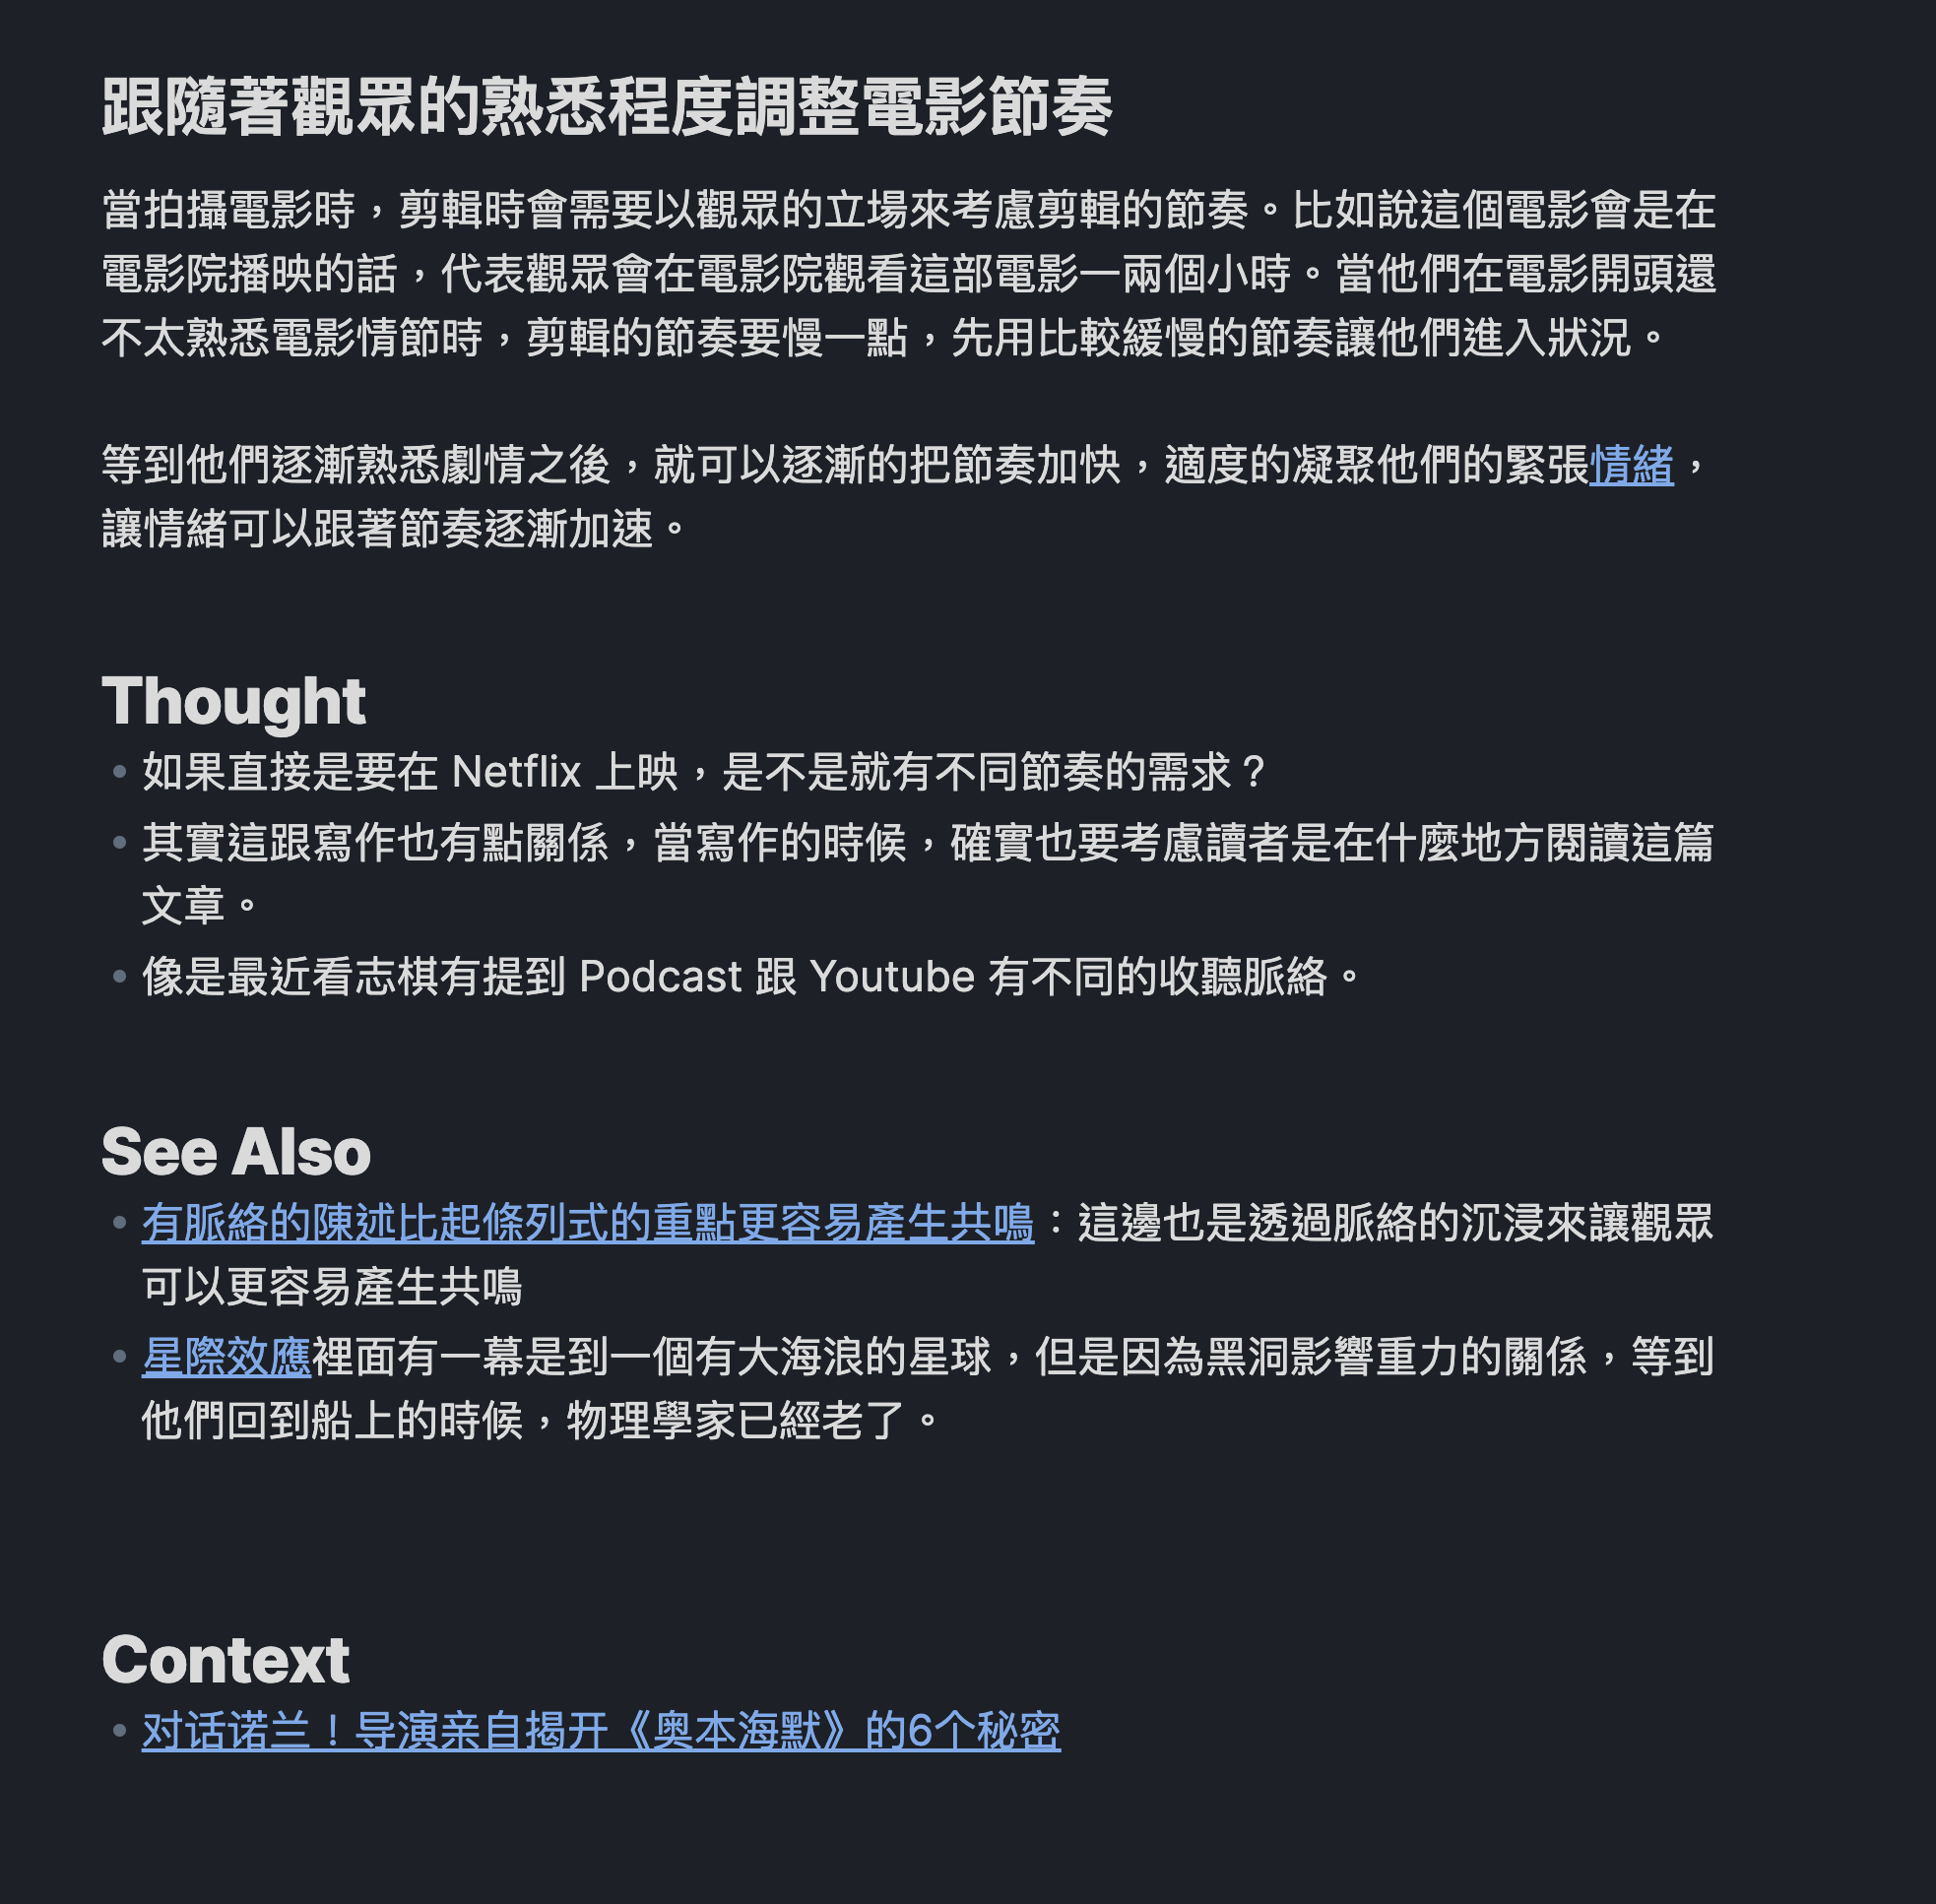 跟隨著觀眾的熟悉程度調整電影節奏
當拍攝電影時，剪輯時會需要以觀眾的立場來考慮剪輯的節奏。比如說這個電影會是在
電影院播映的話，代表觀眾會在電影院觀看這部電影一兩個小時。當他們在電影開頭還
不太熟悉電影情節時，剪輯的節奏要慢一點，先用比較緩慢的節奏讓他們進入狀況。
等到他們逐漸熟悉劇情之後，就可以逐漸的把節奏加快，適度的凝聚他們的緊張情緒，
讓情緒可以跟著節奏逐漸加速。
Thought
• 如果直接是要在 Netflix 上映，是不是就有不同節奏的需求？
• 其實這跟寫作也有點關係，當寫作的時候，確實也要考慮讀者是在什麼地方閱讀這篇
文章。
• 像是最近看志祺有提到 Podcast 跟 Youtube 有不同的收聽脈絡。
See Also
• 有脈絡的陳述比起條列式的重點更容易產生共鳴：這邊也是透過脈絡的沉浸來讓觀眾
可以更容易產生共鳴
• 星際效應裡面有一幕是到一個有大海浪的星球，但是因為黑洞影響重力的關係，等到
他們回到船上的時候，物理學家已經老了。
Context
• 对话诺兰！导演亲自揭开《奥本海默》的6个秘密